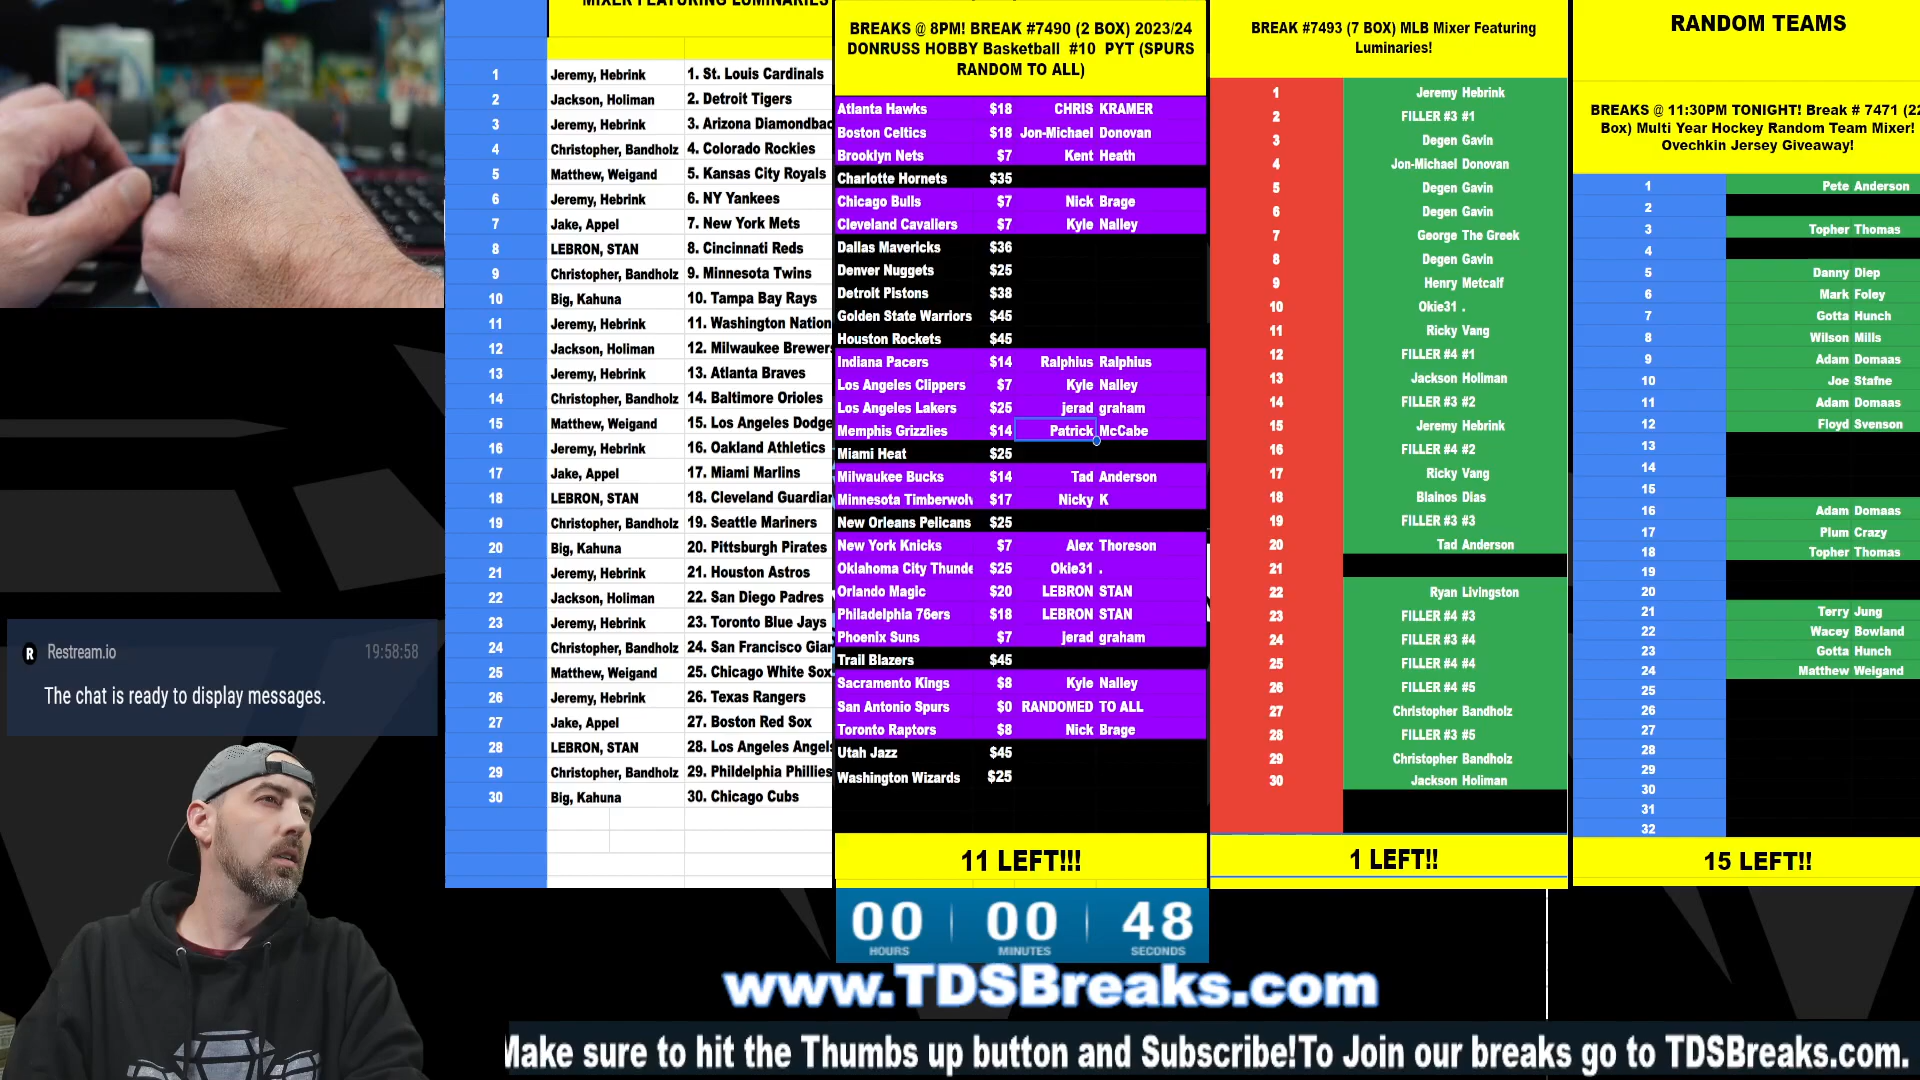 MIXER FEATURING LUMINARIES
1 Jeremy, Hebrink 1. St. Louis Cardinals
2 Jackson, Holiman 2. Detroit Tigers
3 Jeremy, Hebrink 3. Arizona Diamondbac
4 Christopher, Bandholz 4. Colorado Rockies
5 Matthew, Weigand 5. Kansas City Royals
6 Jeremy, Hebrink 6. NY Yankees
7 Jake, Appel 7. New York Mets
8 LEBRON, STAN 8. Cincinnati Reds
9 Christopher, Bandholz 9. Minnesota Twins
10 Big, Kahuna 10. Tampa Bay Rays
11 Jeremy, Hebrink 11. Washington Nation
12 Jackson, Holiman 12. Milwaukee Brewers
13 Jeremy, Hebrink 13. Atlanta Braves
14 Christopher, Bandholz 14. Baltimore Orioles
15 Matthew, Weigand 15. Los Angeles Dodge
16 Jeremy, Hebrink 16. Oakland Athletics
17 Jake, Appel 17. Miami Marlins
18 LEBRON, STAN 18. Cleveland Guardian
19 Christopher, Bandholz 19. Seattle Mariners
20 Big, Kahuna 20. Pittsburgh Pirates
21 Jeremy, Hebrink 21. Houston Astros
22 Jackson, Holiman 22. San Diego Padres
23 Jeremy, Hebrink 23. Toronto Blue Jays
24 Christopher, Bandholz 24. San Francisco Gian
25 Matthew, Weigand 25. Chicago White Sox
26 Jeremy, Hebrink 26. Texas Rangers
27 Jake, Appel 27. Boston Red Sox
28 LEBRON, STAN 28. Los Angeles Angels
29 Christopher, Bandholz 29. Phildelphia Phillies
30 Big, Kahuna 30. Chicago Cubs
BREAKS @ 8PM! BREAK #7490 (2 BOX) 2023/24
DONRUSS HOBBY Basketball #10 PYT (SPURS
RANDOM TO ALL)
Atlanta Hawks $18 CHRIS KRAMER
Boston Celtics $18 Jon-Michael Donovan
Brooklyn Nets $7 Kent Heath
Charlotte Hornets $35
Chicago Bulls $7 Nick Brage
Cleveland Cavaliers $7 Kyle Nalley
Dallas Mavericks $36
Denver Nuggets $25
Detroit Pistons $38
Golden State Warriors $45
Houston Rockets $45
Indiana Pacers $14 Ralphius Ralphius
Los Angeles Clippers $7 Kyle Nalley
Los Angeles Lakers $25 jerad graham
Memphis Grizzlies $14 Patrick McCabe
Miami Heat $25
Milwaukee Bucks $14 Tad Anderson
Minnesota Timberwolv $17 Nicky K
New Orleans Pelicans $25
New York Knicks $7 Alex Thoreson
Oklahoma City Thunde $25 Okie31 .
Orlando Magic $20 LEBRON STAN
Philadelphia 76ers $18 LEBRON STAN
Phoenix Suns $7 jerad graham
Trail Blazers $45
Sacramento Kings $8 Kyle Nalley
San Antonio Spurs $0 RANDOMED TO ALL
Toronto Raptors $8 Nick Brage
Utah Jazz $45
Washington Wizards $25
11 LEFT!!!
BREAK #7493 (7 BOX) MLB Mixer Featuring
Luminaries!
1 Jeremy Hebrink
2 FILLER #3 #1
3 Degen Gavin
4 Jon-Michael Donovan
5 Degen Gavin
6 Degen Gavin
7 George The Greek
8 Degen Gavin
9 Henry Metcalf
10 Okie31 .
11 Ricky Vang
12 FILLER #4 #1
13 Jackson Holiman
14 FILLER #3 #2
15 Jeremy Hebrink
16 FILLER #4 #2
17 Ricky Vang
18 Blainos Dias
19 FILLER #3 #3
20 Tad Anderson
21
22 Ryan Livingston
23 FILLER #4 #3
24 FILLER #3 #4
25 FILLER #4 #4
26 FILLER #4 #5
27 Christopher Bandholz
28 FILLER #3 #5
29 Christopher Bandholz
30 Jackson Holiman
1 LEFT!!
RANDOM TEAMS
BREAKS @ 11:30PM TONIGHT! Break # 7471 (22
Box) Multi Year Hockey Random Team Mixer!
Ovechkin Jersey Giveaway!
1 Pete Anderson
2
3 Topher Thomas
4
5 Danny Diep
6 Mark Foley
7 Gotta Hunch
8 Wilson Mills
9 Adam Domaas
10 Joe Stafne
11 Adam Domaas
12 Floyd Svenson
13
14
15
16 Adam Domaas
17 Plum Crazy
18 Topher Thomas
19
20
21 Terry Jung
22 Wacey Bowland
23 Gotta Hunch
24 Matthew Weigand
25
26
27
28
29
30
31
32
15 LEFT!!
R Restream.io 19:58:58
The chat is ready to display messages.
00 00 48
HOURS MINUTES SECONDS
www.TDSBreaks.com
Make sure to hit the Thumbs up button and Subscribe!To Join our breaks go to TDSBreaks.com.